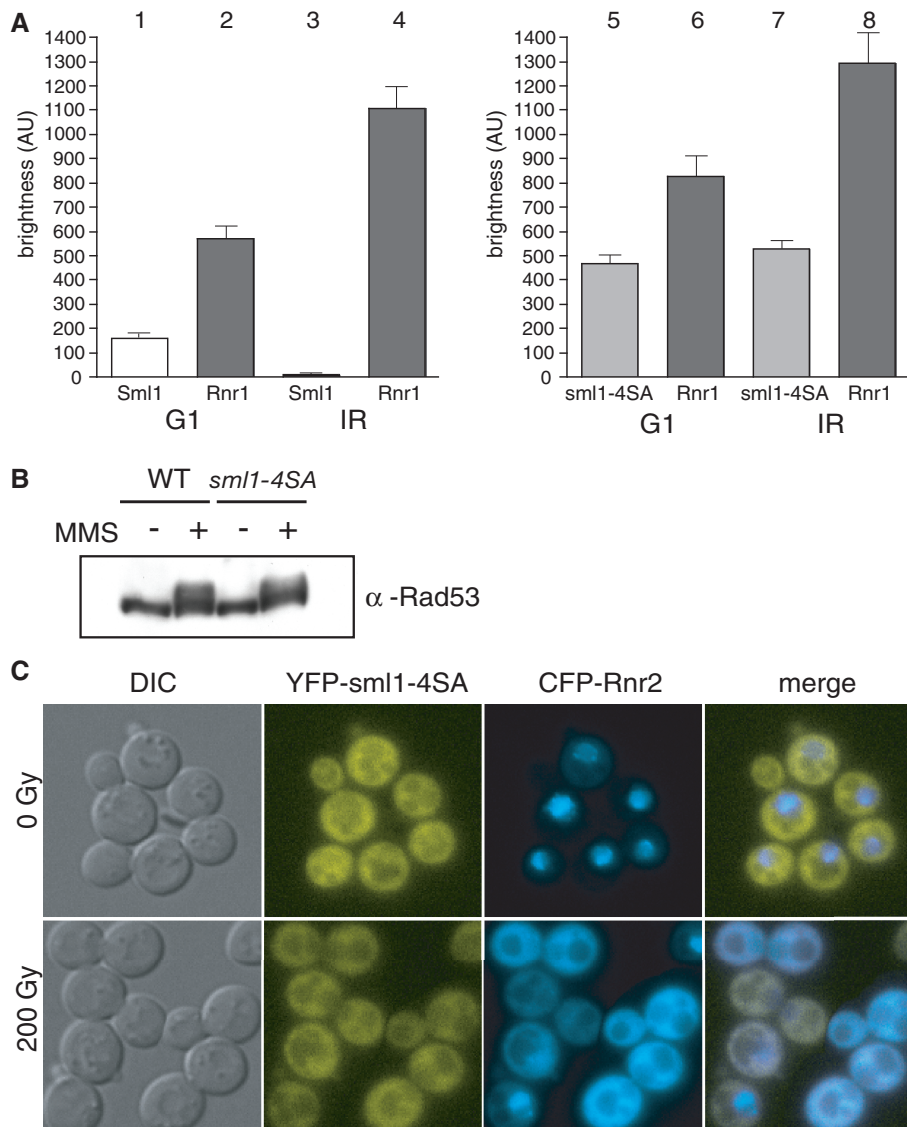 A
1 2 3 4
1400
1300
1200
1100
1000
900
800
700
600
500
400
300
200
100
0
brightness (AU)
Sml1 Rnr1 Sml1 Rnr1
G1 IR
5 6 7 8
1400
1300
1200
1100
1000
900
800
700
600
500
400
300
200
100
0
brightness (AU)
sml1-4SA Rnr1 sml1-4SA Rnr1
G1 IR
B
WT sml1-4SA
MMS - + - +
α -Rad53
C
DIC YFP-sml1-4SA CFP-Rnr2 merge
0 Gy
200 Gy